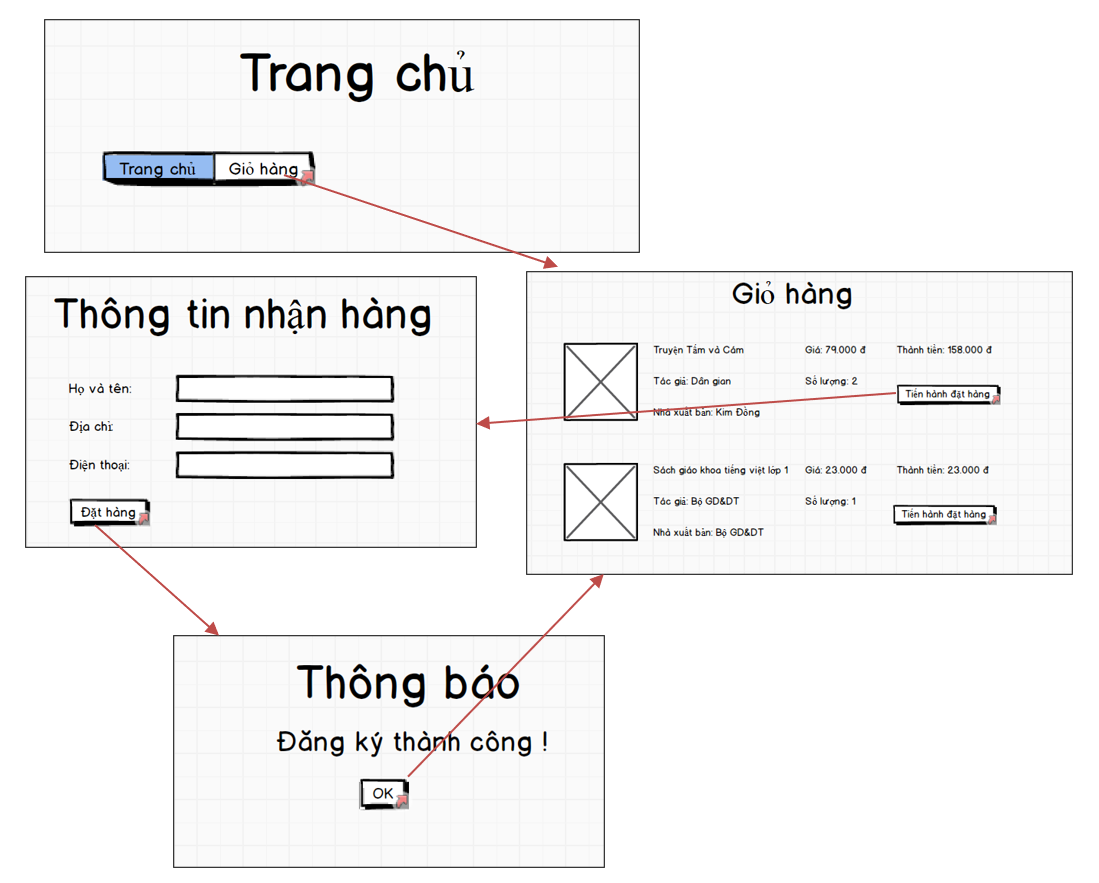 Trang chủ
Trang chủ Giỏ hàng
Giỏ hàng
Truyện Tấm và Cám Giá: 79.000 đ Thành tiền: 158.000 đ
Tác giả: Dân gian Số lượng: 2
Tiến hành đặt hàng
Nhà xuất bản: Kim Đồng
Sách giáo khoa tiếng việt lớp 1 Giá: 23.000 đ Thành tiền: 23.000 đ
Tác giả: Bộ GD&DT Số lượng: 1
Tiến hành đặt hàng
Nhà xuất bản: Bộ GD&DT
Thông tin nhận hàng
Họ và tên:
Địa chỉ:
Điện thoại:
Đặt hàng
Thông báo
Đăng ký thành công !
OK